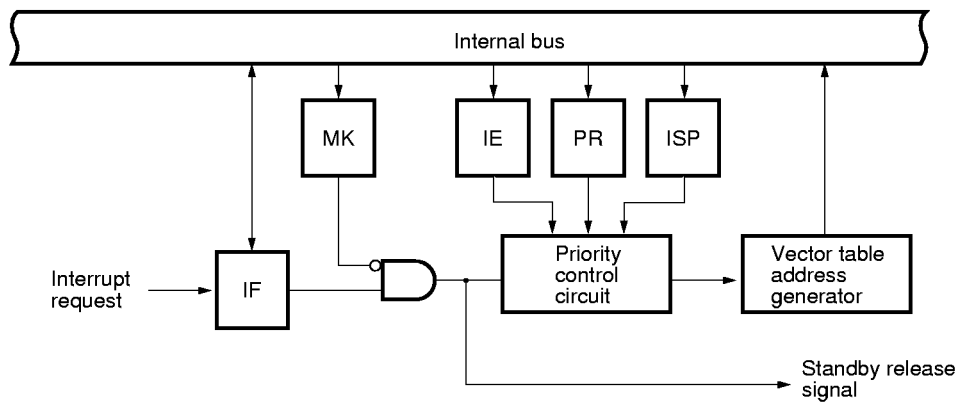 Internal bus
MK
IE
PR
ISP
Interrupt
request
IF
Priority
control
circuit
Vector table
address
generator
Standby release
signal